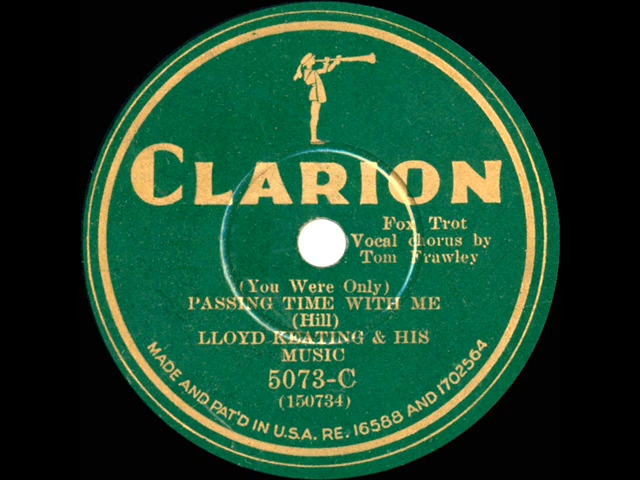 CLARION
Fox Trot
Vocal chorus by
Tom Frawley
(You Were Only)
PASSING TIME WITH ME
(Hill)
LLOYD KEATING & HIS
MUSIC
5073-C
(150734)
MADE AND PAT'D IN U.S.A. RE. 16588 AND 1702564